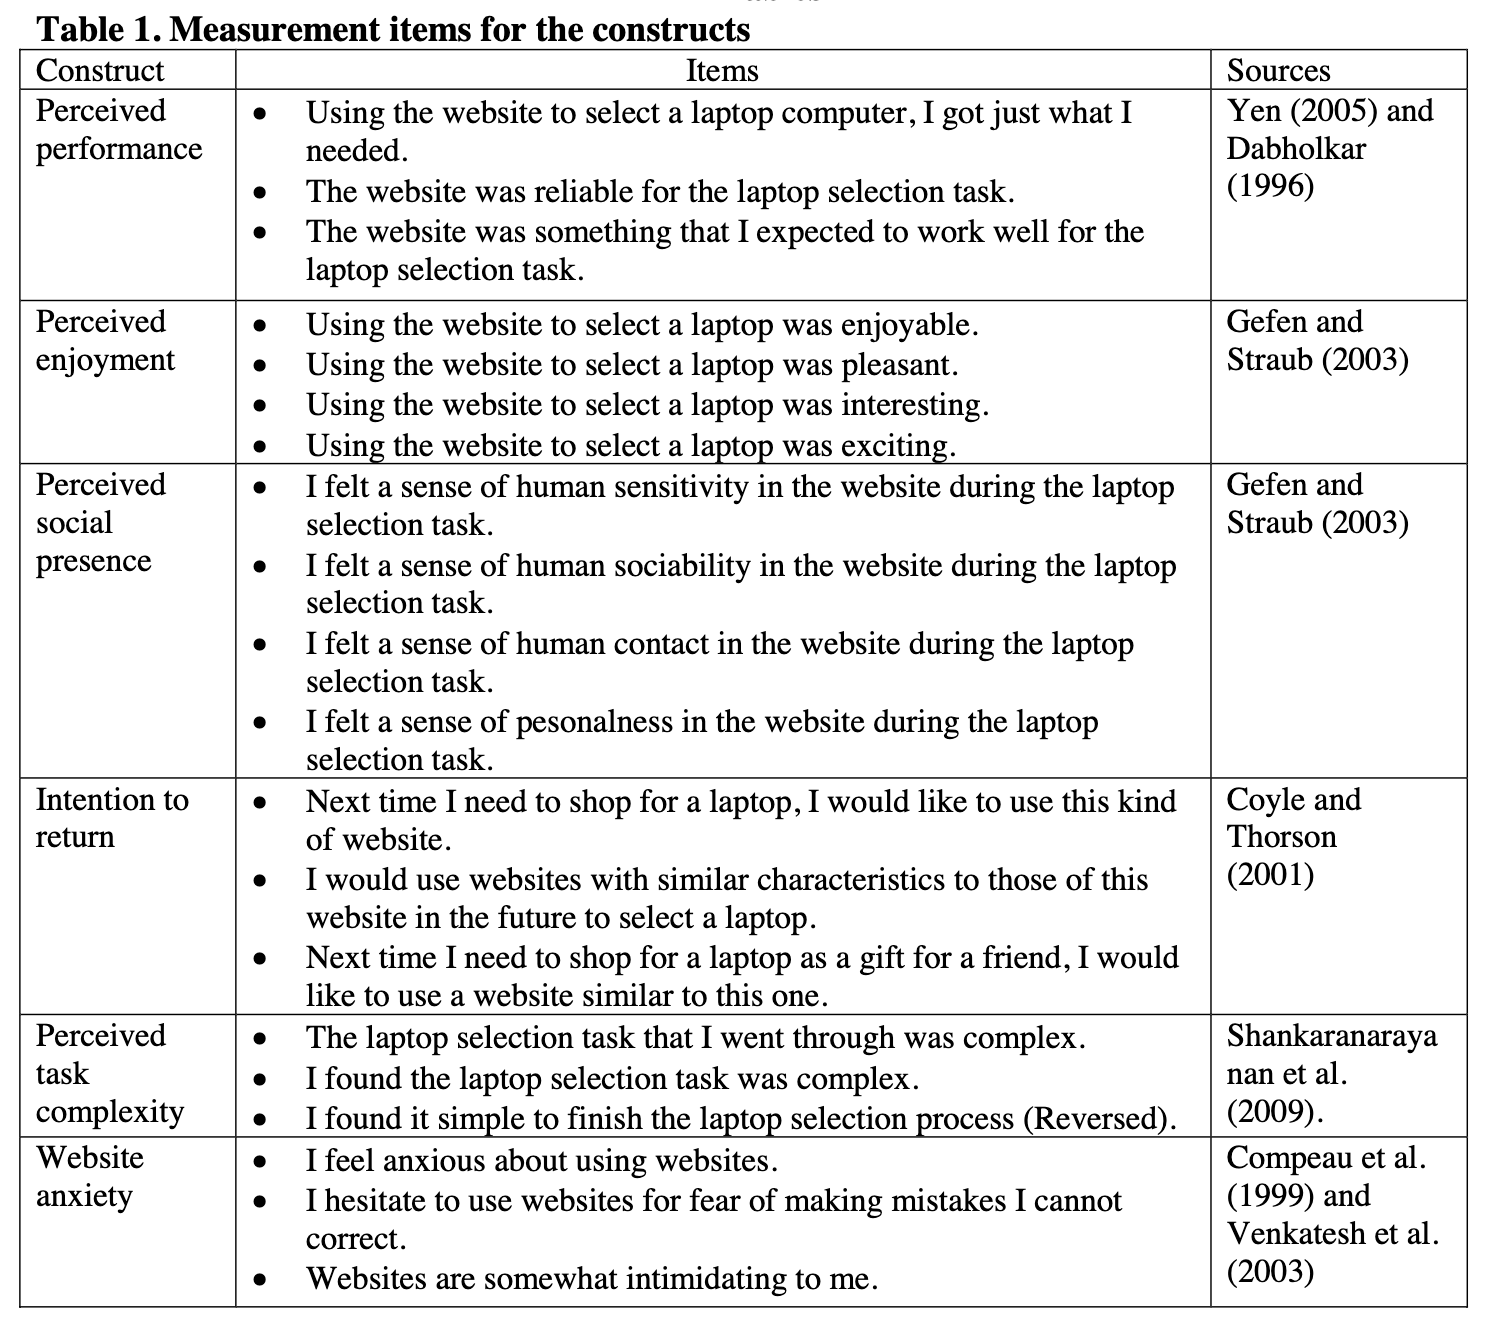 Table 1. Measurement items for the constructs
Construct
Items
Sources
Perceived
performance
• Using the website to select a laptop computer, I got just what I
needed.
• The website was reliable for the laptop selection task.
• The website was something that I expected to work well for the
laptop selection task.
Yen (2005) and
Dabholkar
(1996)
Perceived
enjoyment
• Using the website to select a laptop was enjoyable.
• Using the website to select a laptop was pleasant.
• Using the website to select a laptop was interesting.
• Using the website to select a laptop was exciting.
Gefen and
Straub (2003)
Perceived
social
presence
• I felt a sense of human sensitivity in the website during the laptop
selection task.
• I felt a sense of human sociability in the website during the laptop
selection task.
• I felt a sense of human contact in the website during the laptop
selection task.
• I felt a sense of pesonalness in the website during the laptop
selection task.
Gefen and
Straub (2003)
Intention to
return
• Next time I need to shop for a laptop, I would like to use this kind
of website.
• I would use websites with similar characteristics to those of this
website in the future to select a laptop.
• Next time I need to shop for a laptop as a gift for a friend, I would
like to use a website similar to this one.
Coyle and
Thorson
(2001)
Perceived
task
complexity
• The laptop selection task that I went through was complex.
• I found the laptop selection task was complex.
• I found it simple to finish the laptop selection process (Reversed).
Shankaranaraya
nan et al.
(2009).
Website
anxiety
• I feel anxious about using websites.
• I hesitate to use websites for fear of making mistakes I cannot
correct.
• Websites are somewhat intimidating to me.
Compeau et al.
(1999) and
Venkatesh et al.
(2003)